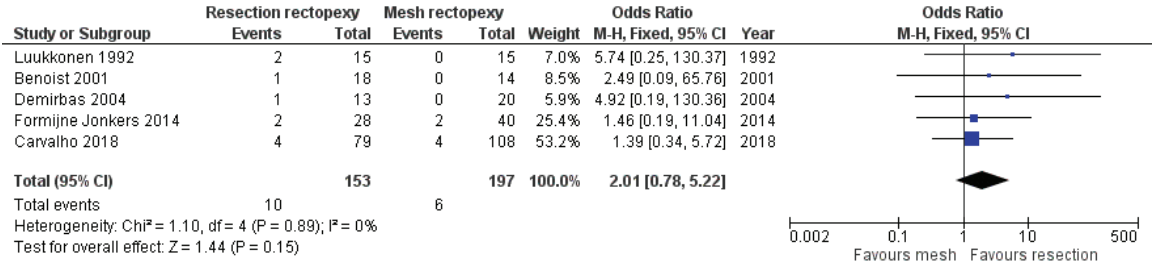 Resection rectopexy Mesh rectopexy Odds Ratio Odds Ratio
Study or Subgroup Events Total Events Total Weight M-H, Fixed, 95% CI Year M-H, Fixed, 95% CI
Luukkonen 1992 2 15 0 15 7.0% 5.74 [0.25, 130.37] 1992
Benoist 2001 1 18 0 14 8.5% 2.49 [0.09, 65.76] 2001
Demirbas 2004 1 13 0 20 5.9% 4.92 [0.19, 130.36] 2004
Formijne Jonkers 2014 2 28 2 40 25.4% 1.46 [0.19, 11.04] 2014
Carvalho 2018 4 79 4 108 53.2% 1.39 [0.34, 5.72] 2018
Total (95% CI) 153 197 100.0% 2.01 [0.78, 5.22]
Total events 10 6
Heterogeneity: Chi² = 1.10, df = 4 (P = 0.89); I² = 0%
Test for overall effect: Z = 1.44 (P = 0.15)
0.002 0.1 1 10 500
Favours mesh Favours resection